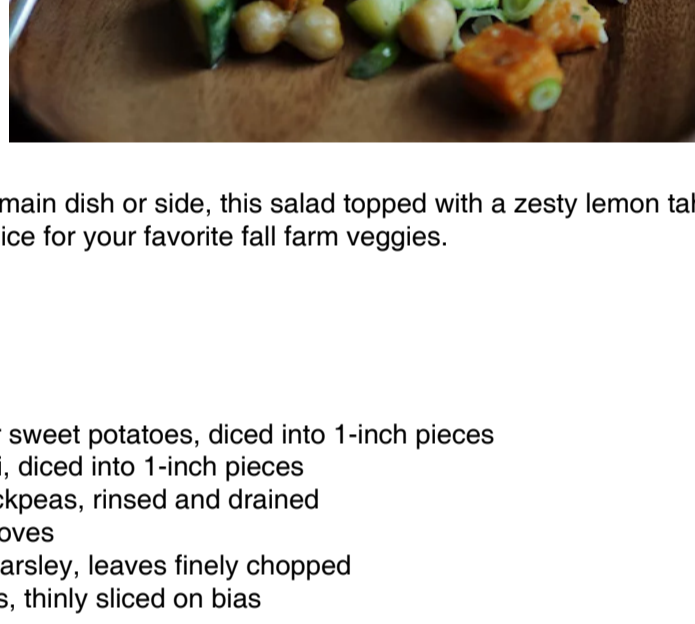 main dish or side, this salad topped with a zesty lemon tah
ice for your favorite fall farm veggies.
sweet potatoes, diced into 1-inch pieces
i, diced into 1-inch pieces
ckpeas, rinsed and drained
oves
arsley, leaves finely chopped
s, thinly sliced on bias